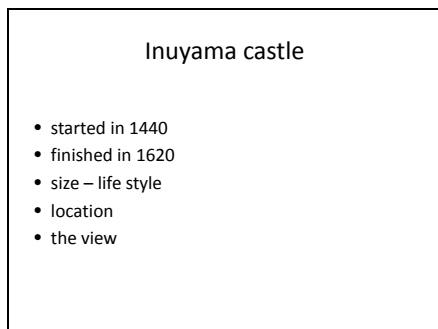 Inuyama castle
• started in 1440
• finished in 1620
• size – life style
• location
• the view